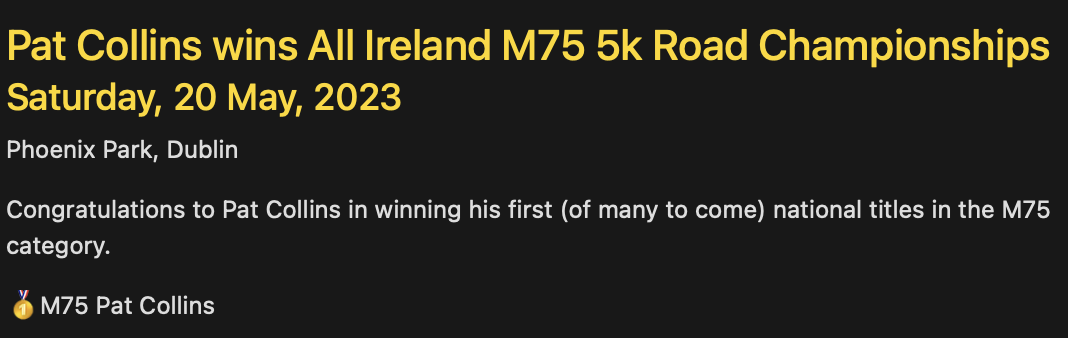 Pat Collins wins All Ireland M75 5k Road Championships
Saturday, 20 May, 2023
Phoenix Park, Dublin
Congratulations to Pat Collins in winning his first (of many to come) national titles in the M75
category.
🏅M75 Pat Collins